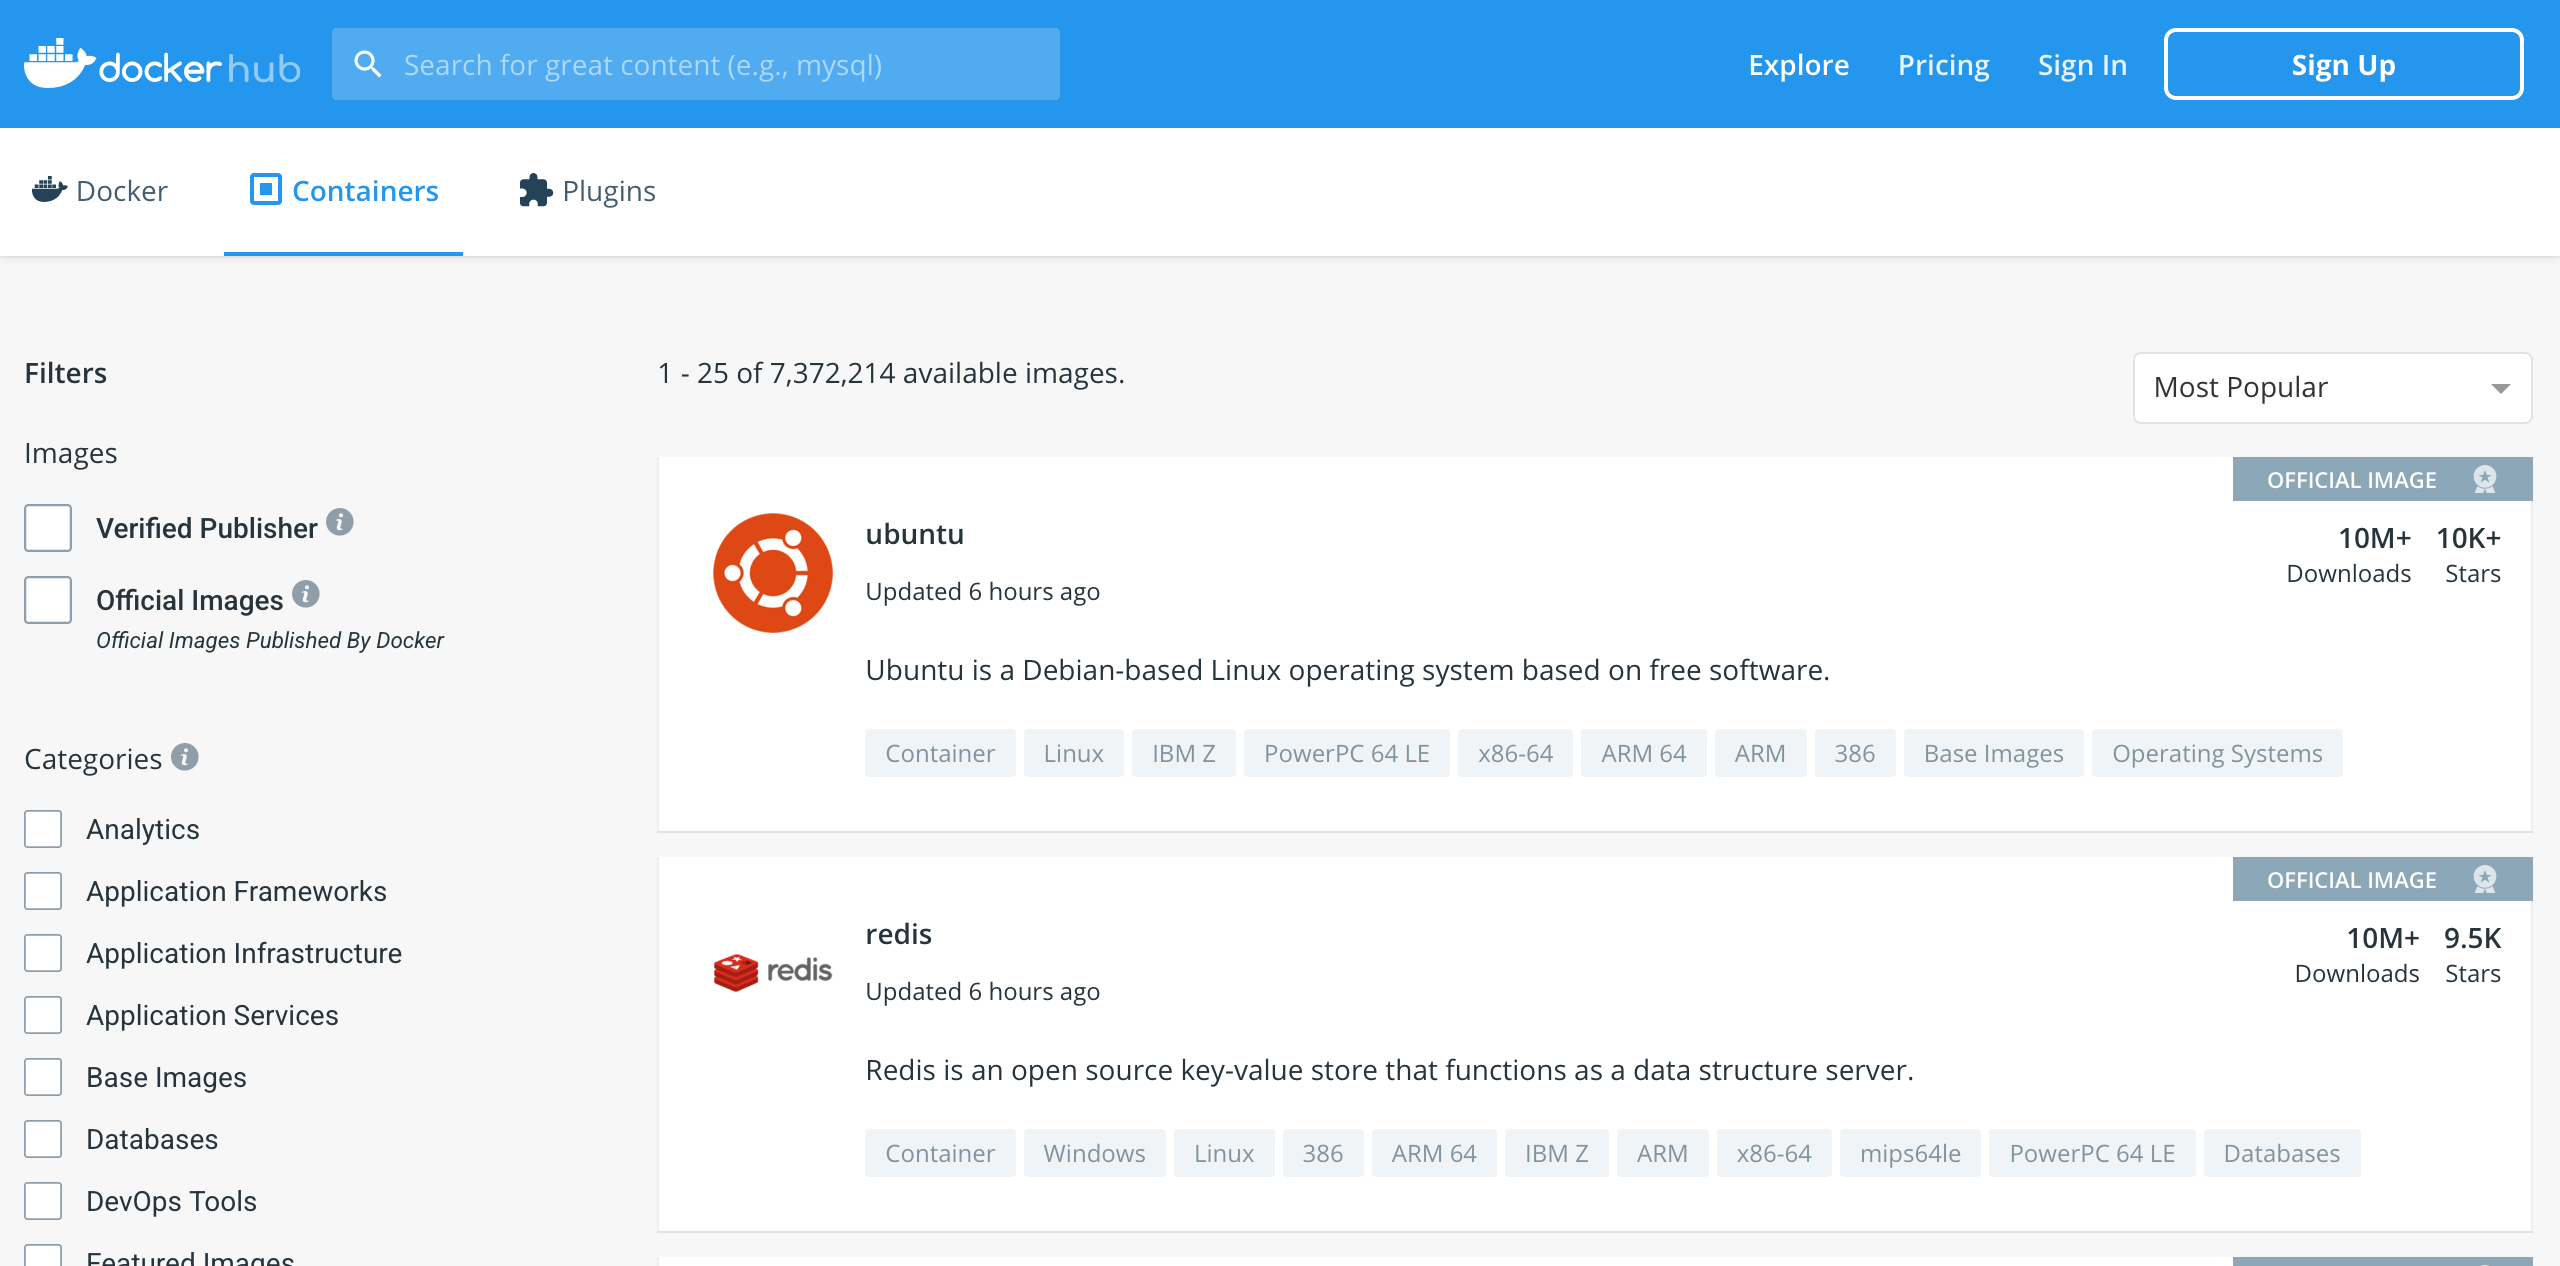 docker hub
Search for great content (e.g., mysql)
Explore Pricing Sign In Sign Up
Docker Containers Plugins
Filters
1 - 25 of 7,372,214 available images.
Most Popular
Images
Verified Publisher
Official Images
Official Images Published By Docker
Categories
Analytics
Application Frameworks
Application Infrastructure
Application Services
Base Images
Databases
DevOps Tools
Featured Images
OFFICIAL IMAGE
ubuntu
10M+ 10K+
Downloads Stars
Updated 6 hours ago
Ubuntu is a Debian-based Linux operating system based on free software.
Container Linux IBM Z PowerPC 64 LE x86-64 ARM 64 ARM 386 Base Images Operating Systems
OFFICIAL IMAGE
redis
redis
10M+ 9.5K
Downloads Stars
Updated 6 hours ago
Redis is an open source key-value store that functions as a data structure server.
Container Windows Linux 386 ARM 64 IBM Z ARM x86-64 mips64le PowerPC 64 LE Databases